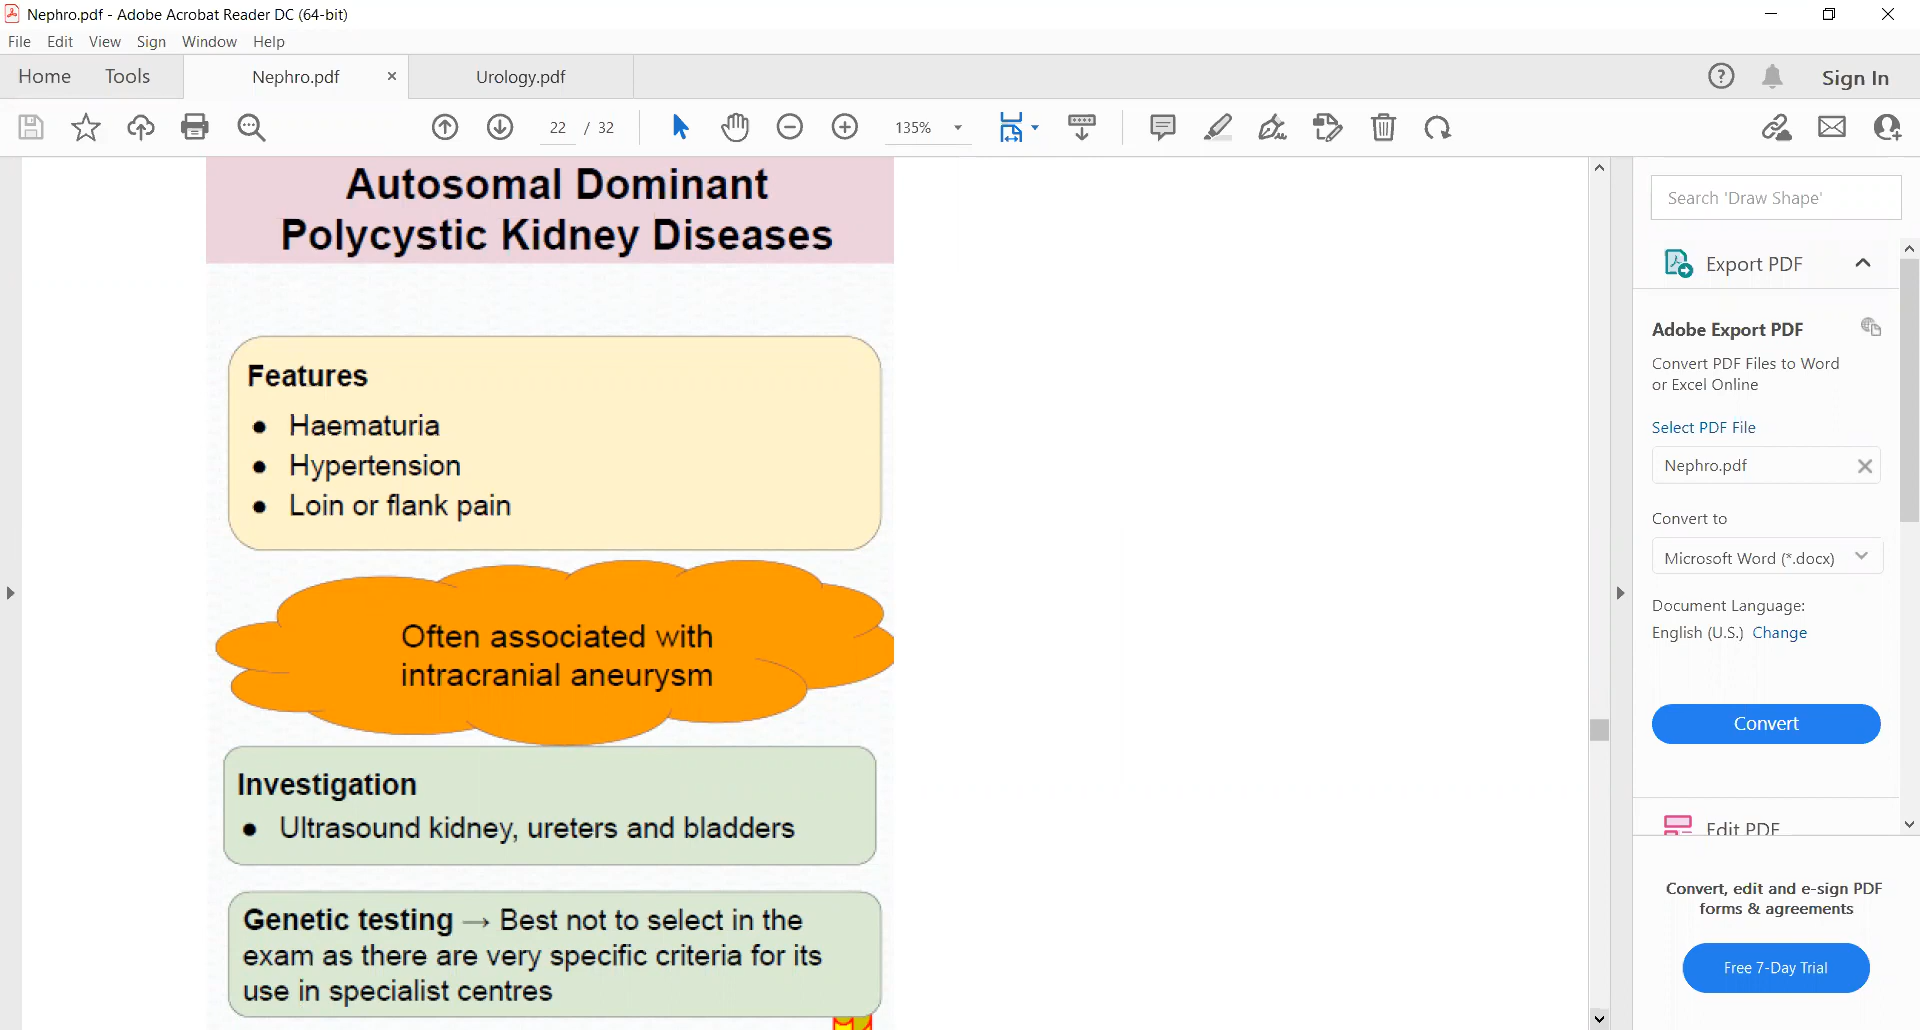 Nephro.pdf - Adobe Acrobat Reader DC (64-bit)
File Edit View Sign Window Help
Home Tools Nephro.pdf × Urology.pdf Sign In
22 / 32 135%
Autosomal Dominant
Polycystic Kidney Diseases
Features
● Haematuria
● Hypertension
● Loin or flank pain
Often associated with
intracranial aneurysm
Investigation
● Ultrasound kidney, ureters and bladders
Genetic testing → Best not to select in the
exam as there are very specific criteria for its
use in specialist centres
Search 'Draw Shape'
Export PDF
Adobe Export PDF
Convert PDF Files to Word
or Excel Online
Select PDF File
Nephro.pdf
Convert to
Microsoft Word (*.docx)
Document Language:
English (U.S.) Change
Convert
Edit PDF
Convert, edit and e-sign PDF
forms & agreements
Free 7-Day Trial